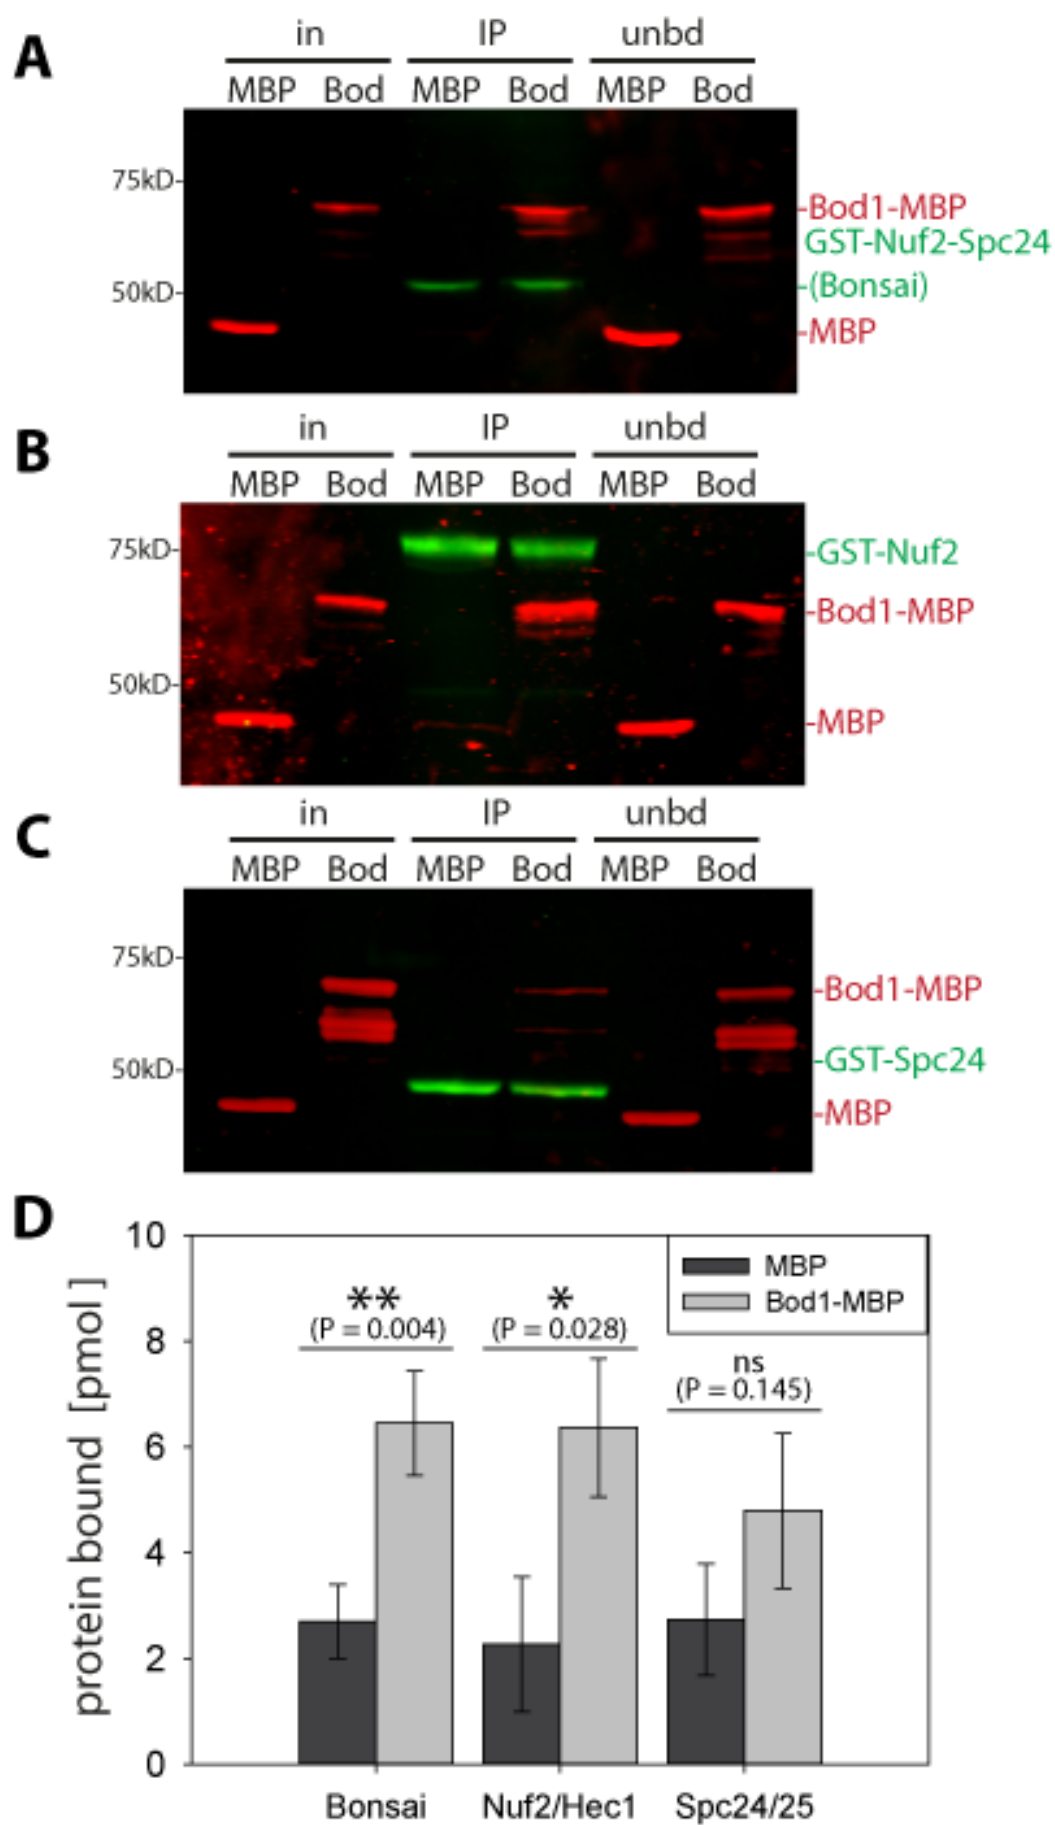 A
in IP unbd
MBP Bod MBP Bod MBP Bod
75kD-
-Bod1-MBP
GST-Nuf2-Spc24
50kD-
-(Bonsai)
-MBP
B
in IP unbd
MBP Bod MBP Bod MBP Bod
75kD-
-GST-Nuf2
-Bod1-MBP
50kD-
-MBP
C
in IP unbd
MBP Bod MBP Bod MBP Bod
75kD-
-Bod1-MBP
50kD-
-GST-Spc24
-MBP
D
protein bound [pmol ]
10
8
6
4
2
0
MBP
Bod1-MBP
**
(P = 0.004)
*
(P = 0.028)
ns
(P = 0.145)
Bonsai Nuf2/Hec1 Spc24/25